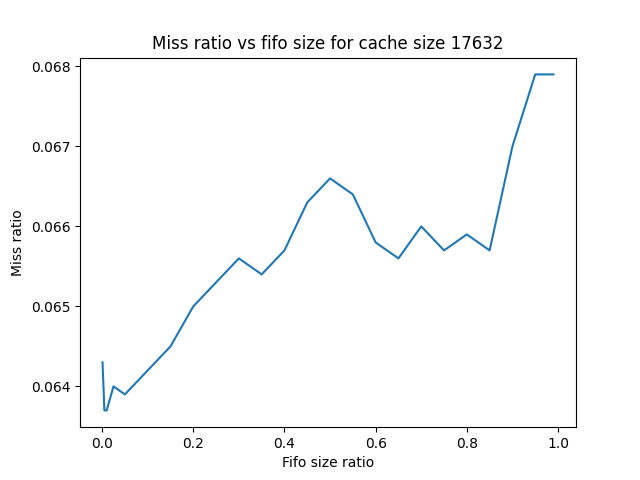 Miss ratio vs fifo size for cache size 17632
0.068
0.067
0.066
0.065
0.064
Miss ratio
0.0 0.2 0.4 0.6 0.8 1.0
Fifo size ratio